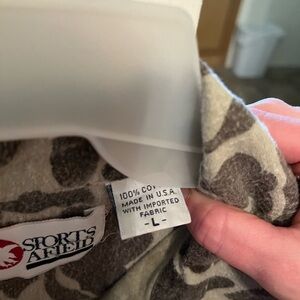 100% CO
MADE IN U.S.A.
WITH IMPORTED
FABRIC
- L -
SPORTS
AFIELD